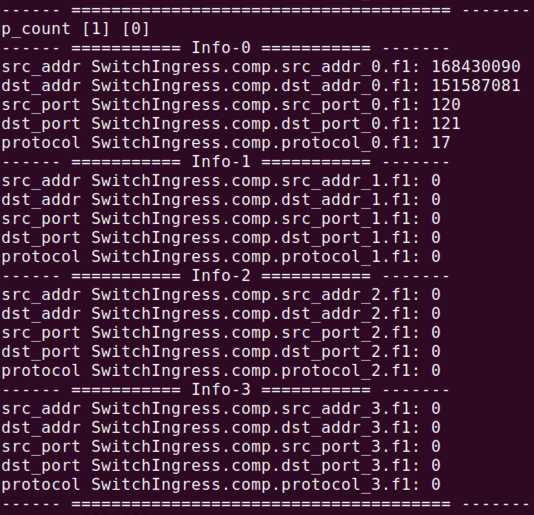 ------ ====================================== -------
p_count [1] [0]
------ =========== Info-0 =========== -------
src_addr SwitchIngress.comp.src_addr_0.f1: 168430090
dst_addr SwitchIngress.comp.dst_addr_0.f1: 151587081
src_port SwitchIngress.comp.src_port_0.f1: 120
dst_port SwitchIngress.comp.dst_port_0.f1: 121
protocol SwitchIngress.comp.protocol_0.f1: 17
------ =========== Info-1 =========== -------
src_addr SwitchIngress.comp.src_addr_1.f1: 0
dst_addr SwitchIngress.comp.dst_addr_1.f1: 0
src_port SwitchIngress.comp.src_port_1.f1: 0
dst_port SwitchIngress.comp.dst_port_1.f1: 0
protocol SwitchIngress.comp.protocol_1.f1: 0
------ =========== Info-2 =========== -------
src_addr SwitchIngress.comp.src_addr_2.f1: 0
dst_addr SwitchIngress.comp.dst_addr_2.f1: 0
src_port SwitchIngress.comp.src_port_2.f1: 0
dst_port SwitchIngress.comp.dst_port_2.f1: 0
protocol SwitchIngress.comp.protocol_2.f1: 0
------ =========== Info-3 =========== -------
src_addr SwitchIngress.comp.src_addr_3.f1: 0
dst_addr SwitchIngress.comp.dst_addr_3.f1: 0
src_port SwitchIngress.comp.src_port_3.f1: 0
dst_port SwitchIngress.comp.dst_port_3.f1: 0
protocol SwitchIngress.comp.protocol_3.f1: 0
------ ====================================== -------